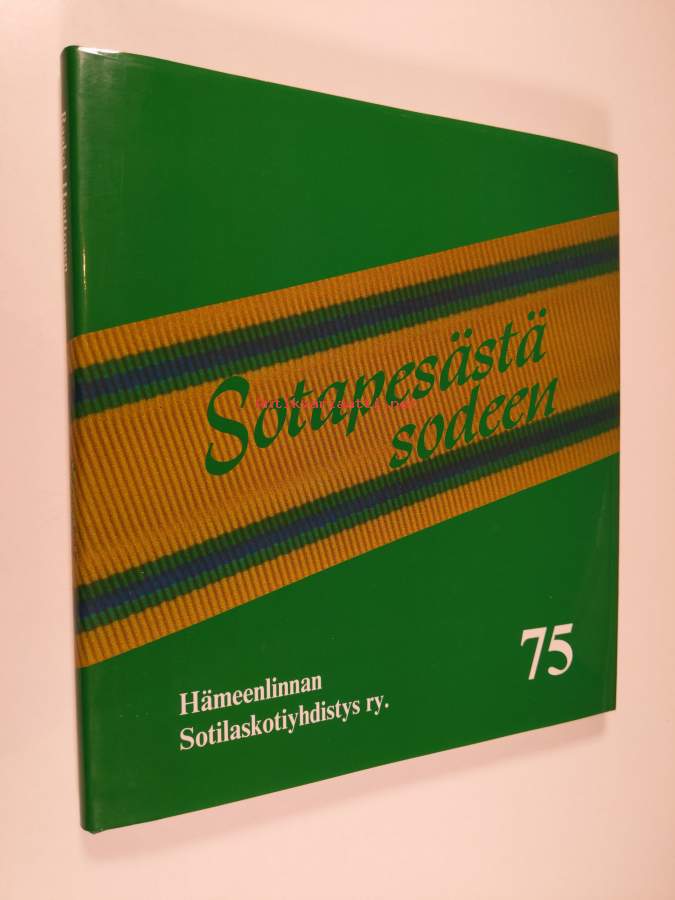 Sotapesästä
sodeen
75
Hämeenlinnan
Sotilaskotiyhdistys ry.